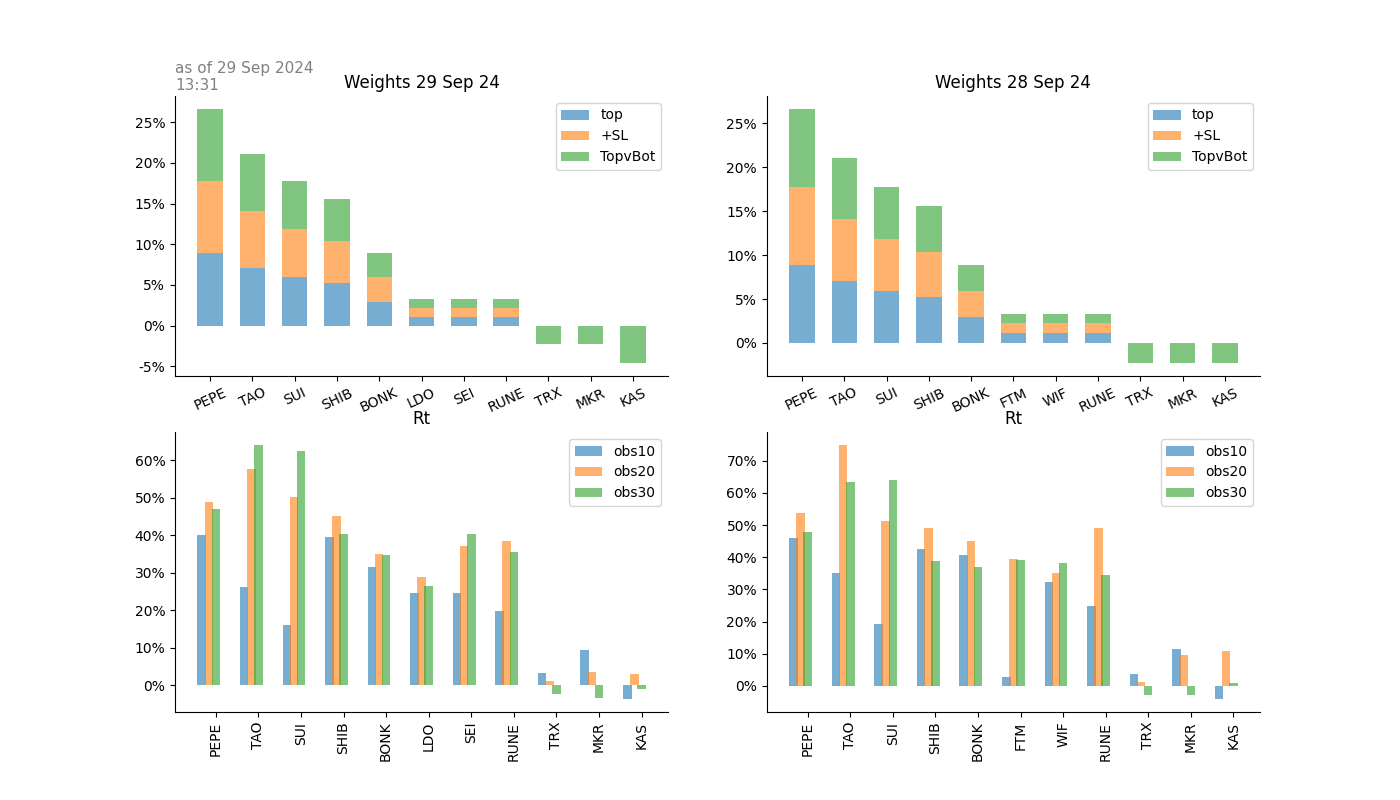 as of 29 Sep 2024
13:31
Weights 29 Sep 24
25%
20%
15%
10%
5%
0%
-5%
top
+SL
TopvBot
PEPE TAO SUI SHIB BONK LDO SEI RUNE TRX MKR KAS
Weights 28 Sep 24
25%
20%
15%
10%
5%
0%
top
+SL
TopvBot
PEPE TAO SUI SHIB BONK FTM WIF RUNE TRX MKR KAS
Rt
60%
50%
40%
30%
20%
10%
0%
obs10
obs20
obs30
PEPE TAO SUI SHIB BONK LDO SEI RUNE TRX MKR KAS
Rt
70%
60%
50%
40%
30%
20%
10%
0%
obs10
obs20
obs30
PEPE TAO SUI SHIB BONK FTM WIF RUNE TRX MKR KAS